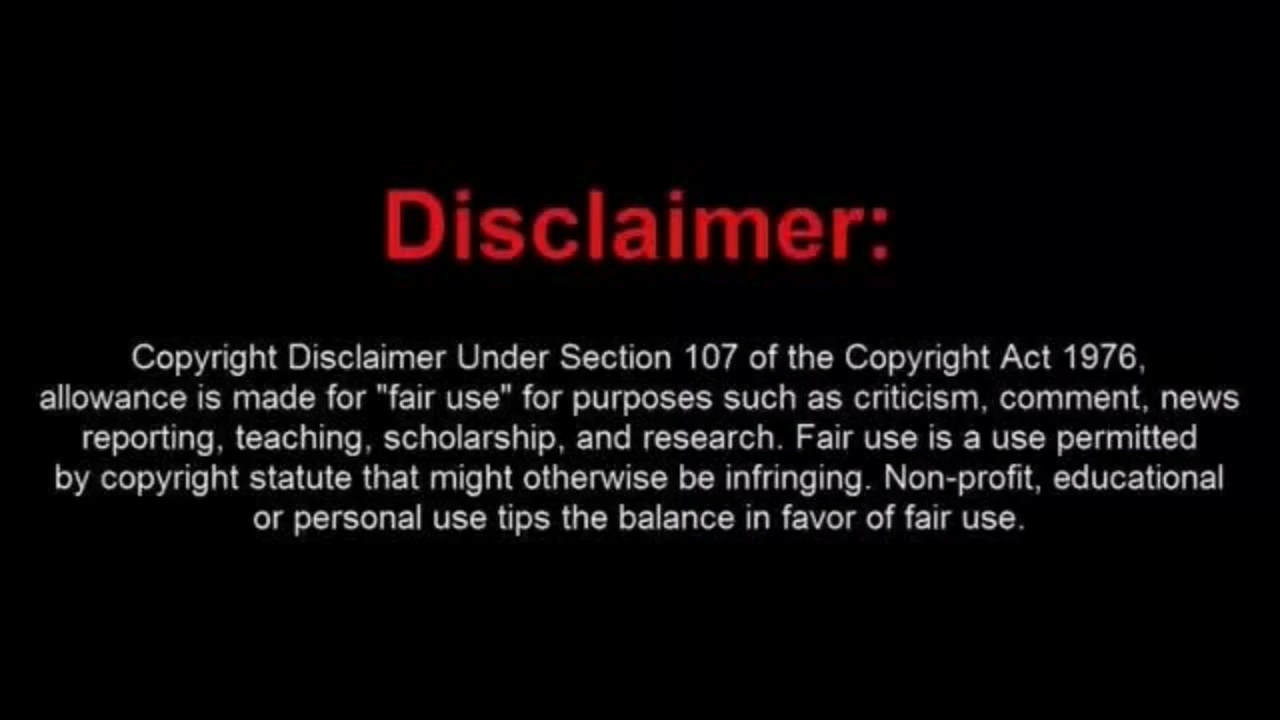 Disclaimer:
Copyright Disclaimer Under Section 107 of the Copyright Act 1976,
allowance is made for "fair use" for purposes such as criticism, comment, news
reporting, teaching, scholarship, and research. Fair use is a use permitted
by copyright statute that might otherwise be infringing. Non-profit, educational
or personal use tips the balance in favor of fair use.